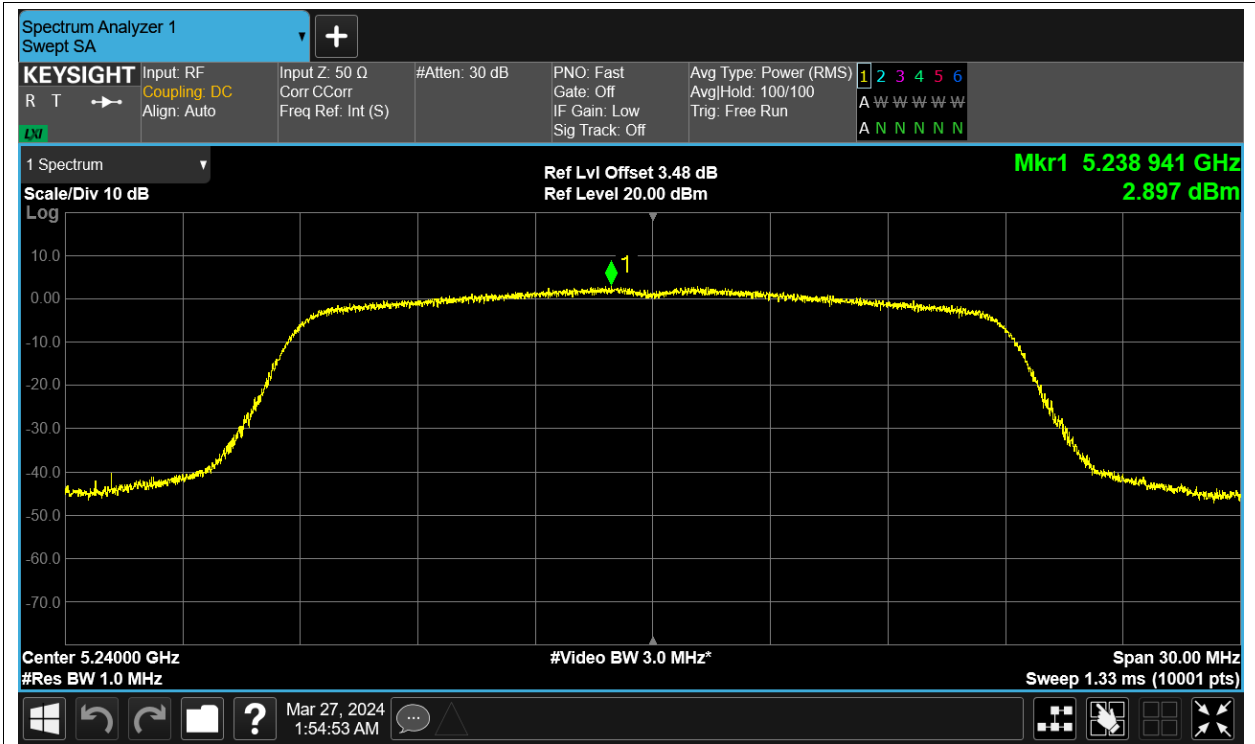 Spectrum Analyzer 1
Swept SA
KEYSIGHT
R T
LXI
Input: RF
Coupling: DC
Align: Auto
Input Z: 50 Ω
Corr CCorr
Freq Ref: Int (S)
#Atten: 30 dB
PNO: Fast
Gate: Off
IF Gain: Low
Sig Track: Off
Avg Type: Power (RMS)
Avg|Hold: 100/100
Trig: Free Run
1 2 3 4 5 6
A W W W W W
A N N N N N
1 Spectrum
Scale/Div 10 dB
Log
Ref Lvl Offset 3.48 dB
Ref Level 20.00 dBm
Mkr1 5.238 941 GHz
2.897 dBm
1
10.0
0.00
-10.0
-20.0
-30.0
-40.0
-50.0
-60.0
-70.0
Center 5.24000 GHz
#Res BW 1.0 MHz
#Video BW 3.0 MHz*
Span 30.00 MHz
Sweep 1.33 ms (10001 pts)
?
Mar 27, 2024
1:54:53 AM